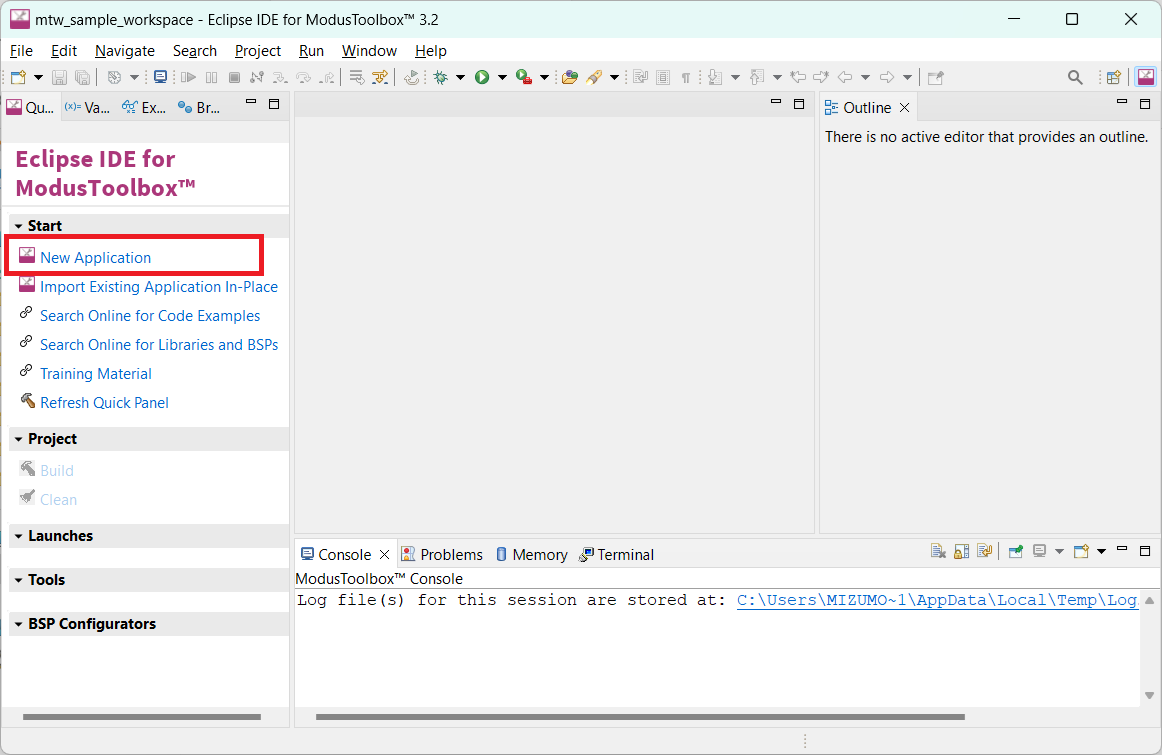 mtw_sample_workspace - Eclipse IDE for ModusToolbox™ 3.2
File Edit Navigate Search Project Run Window Help
Qu... (x)= Va... Ex... Br...
Outline
There is no active editor that provides an outline.
Eclipse IDE for
ModusToolbox™
Start
New Application
Import Existing Application In-Place
Search Online for Code Examples
Search Online for Libraries and BSPs
Training Material
Refresh Quick Panel
Project
Build
Clean
Launches
Tools
BSP Configurators
Console Problems Memory Terminal
ModusToolbox™ Console
Log file(s) for this session are stored at: C:\Users\MIZUMO~1\AppData\Local\Temp\Log